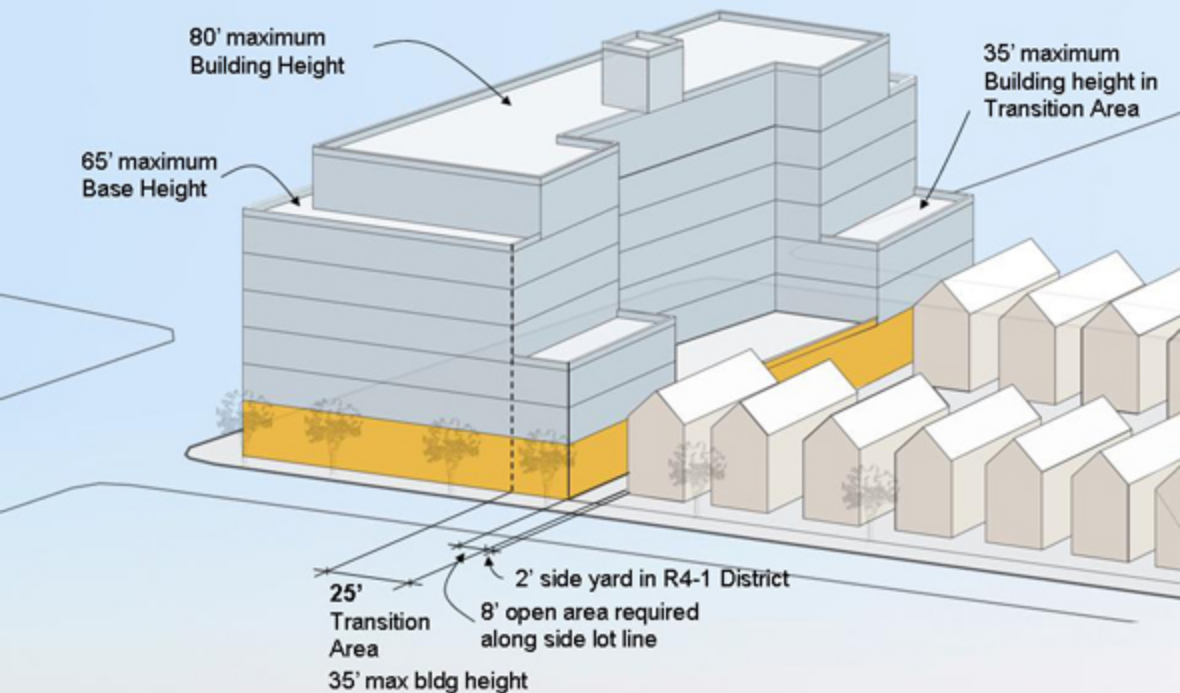 80’ maximum
Building Height
35’ maximum
Building height in
Transition Area
65’ maximum
Base Height
2’ side yard in R4-1 District
25’
Transition
Area
35’ max bldg height
8’ open area required
along side lot line